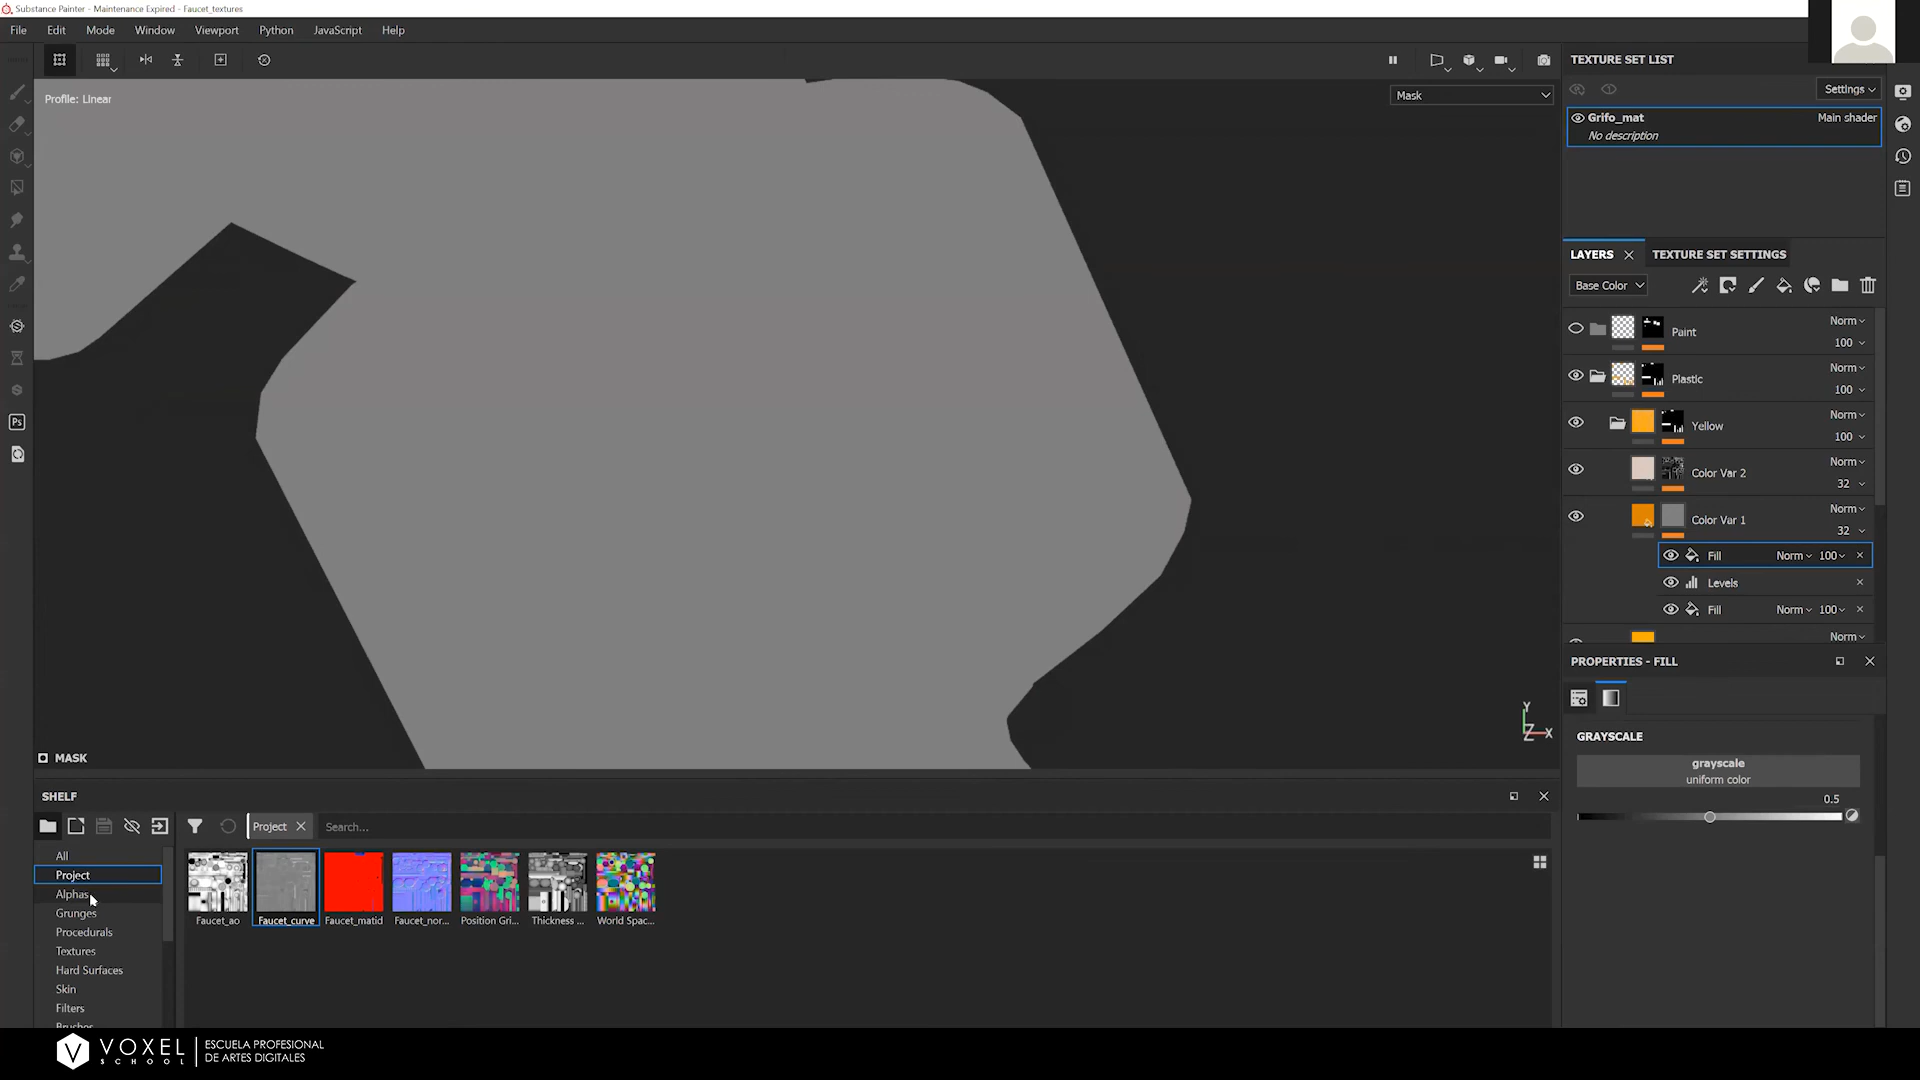 Substance Painter - Maintenance Expired - Faucet_textures
File Edit Mode Window Viewport Python JavaScript Help
Profile: Linear
Mask
TEXTURE SET LIST
Settings
Grifo_mat Main shader
No description
LAYERS TEXTURE SET SETTINGS
Base Color
Norm
Paint
100
Norm
Plastic
100
Norm
Yellow
100
Norm
Color Var 2
32
Norm
Color Var 1
32
Fill Norm 100
Levels
Fill Norm 100
Norm
PROPERTIES - FILL
GRAYSCALE
grayscale
uniform color
0.5
Y
Z X
MASK
Ps
SHELF
Project Search...
All
Project
Alphas
Grunges
Procedurals
Textures
Hard Surfaces
Skin
Filters
Brushes
Faucet_ao Faucet_curve Faucet_matid Faucet_nor... Position Gri... Thickness ... World Spac...
VOXEL
SCHOOL
ESCUELA PROFESIONAL
DE ARTES DIGITALES